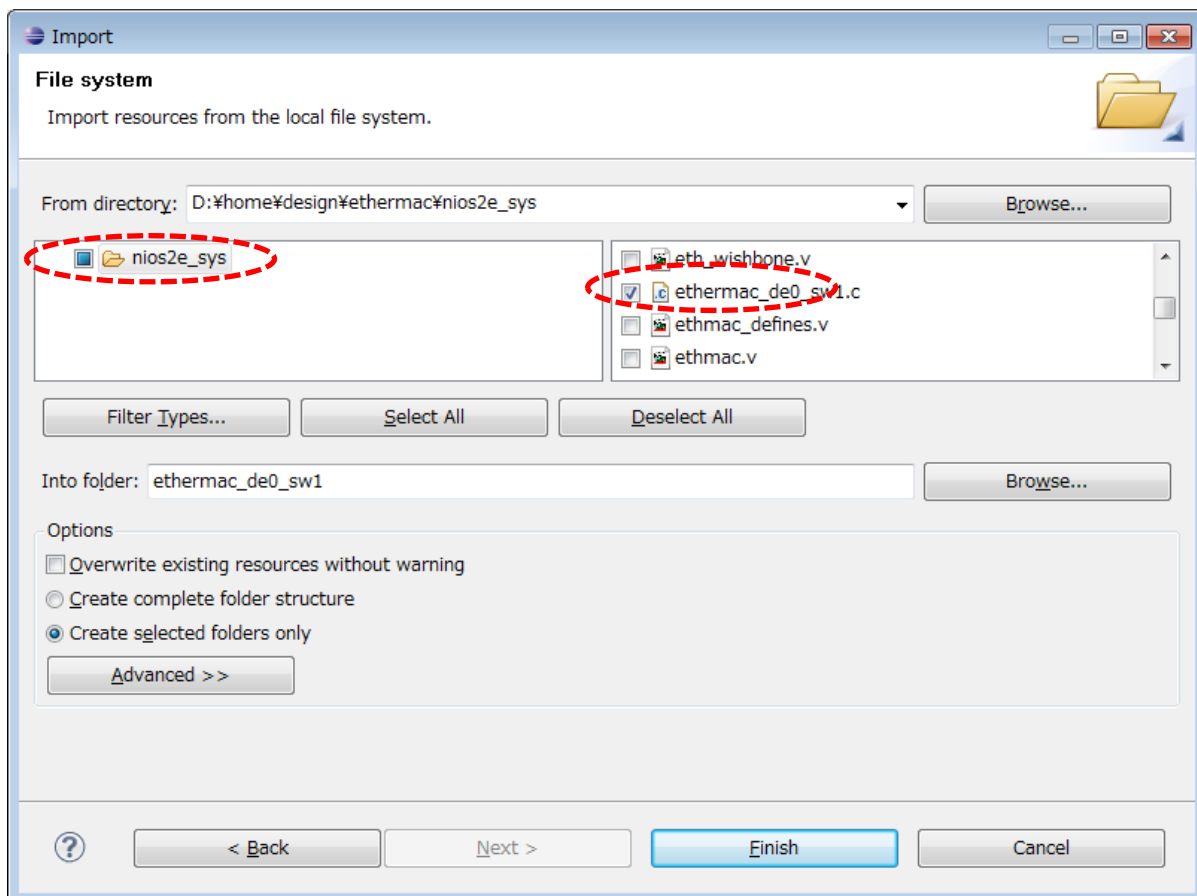 Import
File system
Import resources from the local file system.
From directory: D:¥home¥design¥ethermac¥nios2e_sys Browse...
nios2e_sys
eth_wishbone.v
ethermac_de0_sw1.c
ethmac_defines.v
ethmac.v
Filter Types... Select All Deselect All
Into folder: ethermac_de0_sw1 Browse...
Options
Overwrite existing resources without warning
Create complete folder structure
Create selected folders only
Advanced >>
? < Back Next > Finish Cancel